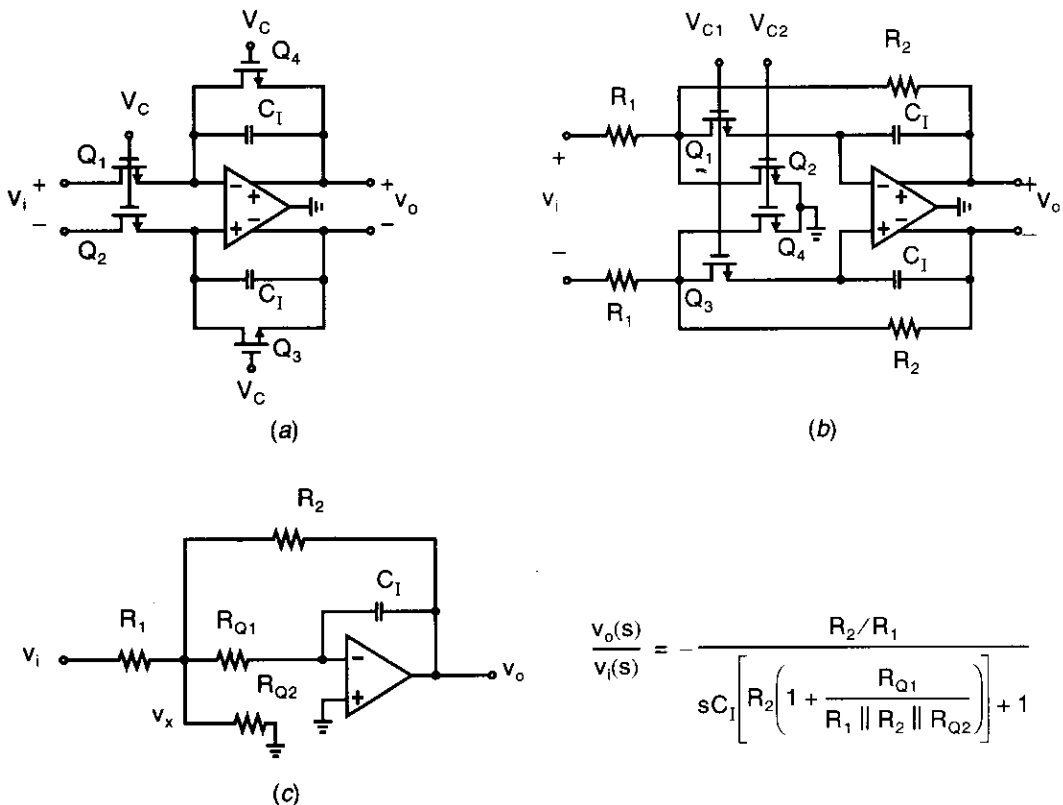 V_C
Q_4
C_I
V_C
Q_1
+
v_i
−
Q_2
−
+
+
−
+
v_o
−
C_I
Q_3
V_C
(a)
V_C1
V_C2
R_2
R_1
C_I
+
Q_1
Q_2
v_i
−
+
+
−
+
v_o
−
Q_4
−
C_I
R_1
Q_3
R_2
(b)
R_2
C_I
R_1
R_Q1
v_i
−
R_Q2
+
v_o
v_x
(c)
v_o(s)/v_i(s) = − (R_2/R_1) / (sC_I[R_2(1 + R_Q1/(R_1 || R_2 || R_Q2))] + 1)